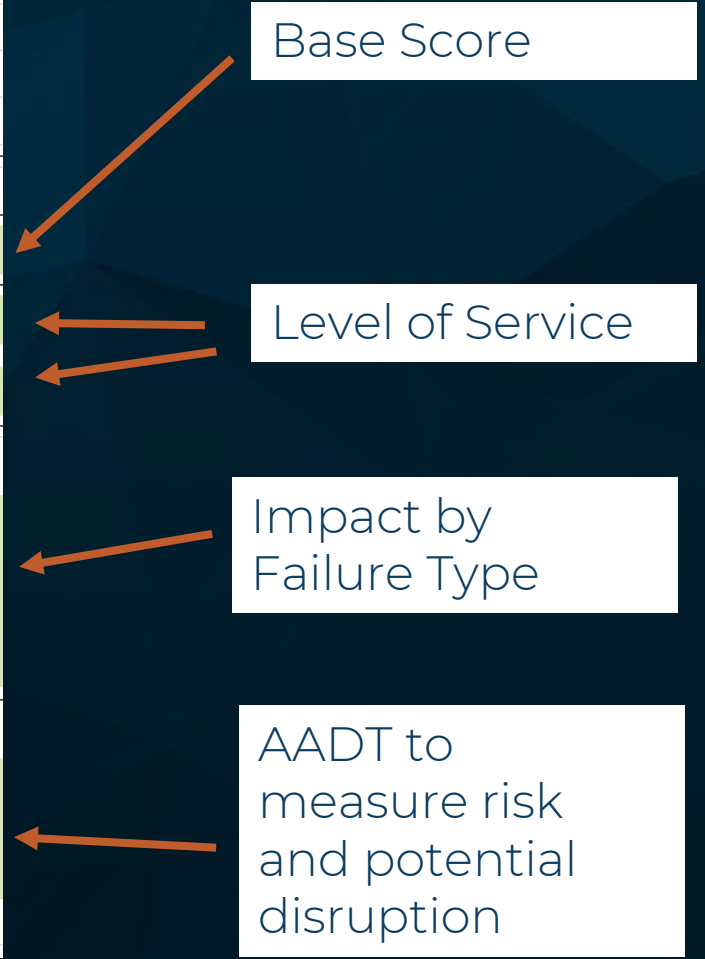 Base Score
Level of Service
Impact by
Failure Type
AADT to
measure risk
and potential
disruption